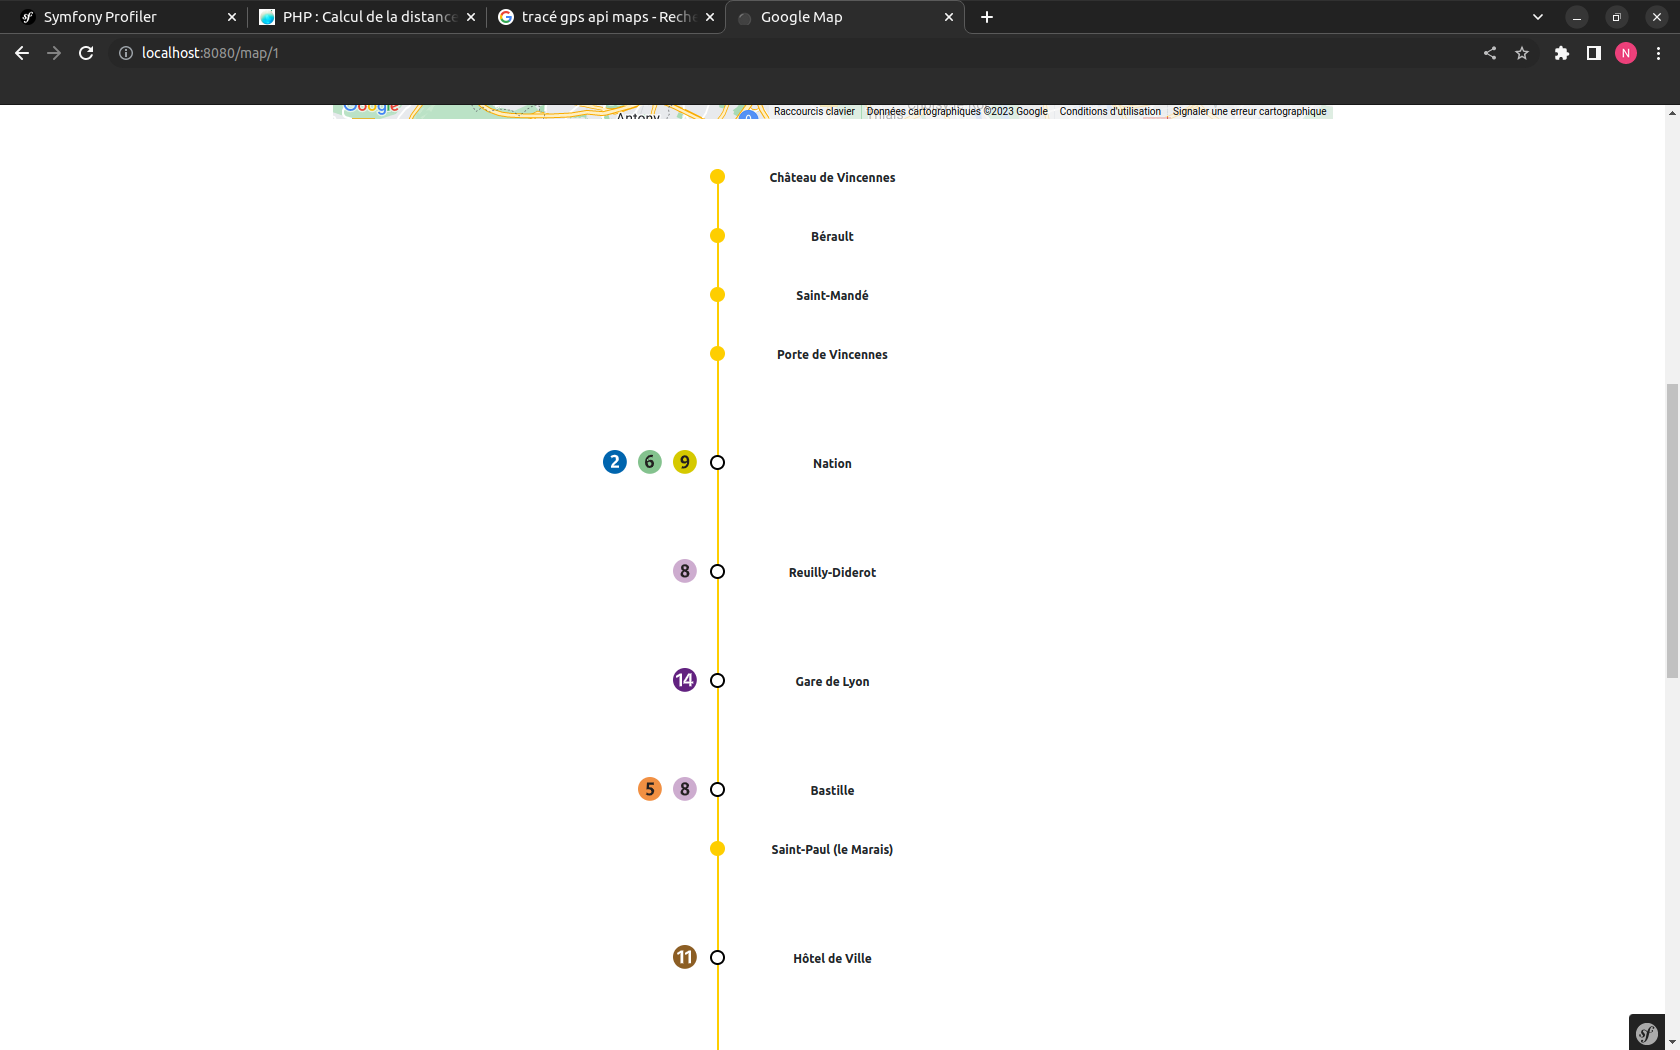 Symfony Profiler
PHP : Calcul de la distance
tracé gps api maps - Rech
Google Map
localhost:8080/map/1
N
Google
Antony
Raccourcis clavier
Données cartographiques ©2023 Google
Conditions d'utilisation
Signaler une erreur cartographique
Château de Vincennes
Bérault
Saint-Mandé
Porte de Vincennes
2 6 9 Nation
8 Reuilly-Diderot
14 Gare de Lyon
5 8 Bastille
Saint-Paul (le Marais)
11 Hôtel de Ville
sf